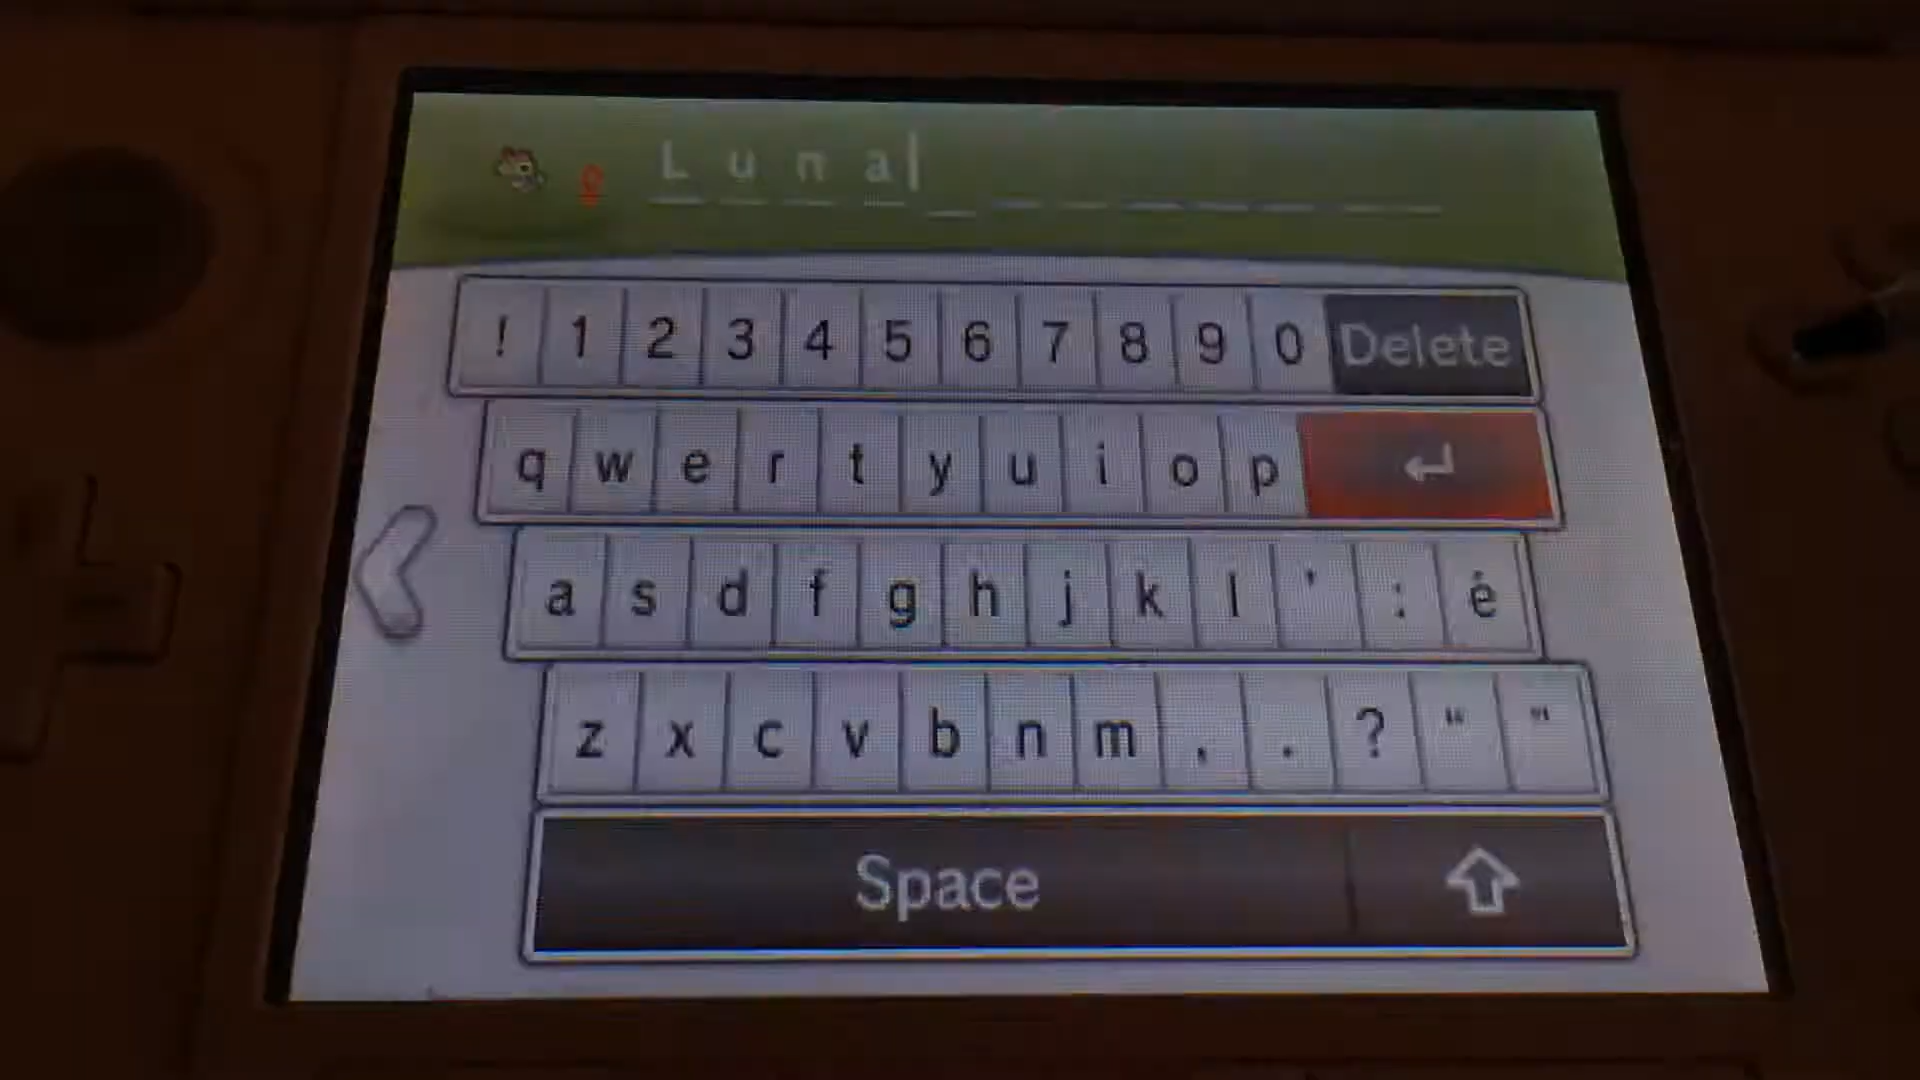 Luna
! 1 2 3 4 5 6 7 8 9 0 Delete
q w e r t y u i o p
a s d f g h j k l ' : é
z x c v b n m , . ? “ ”
Space